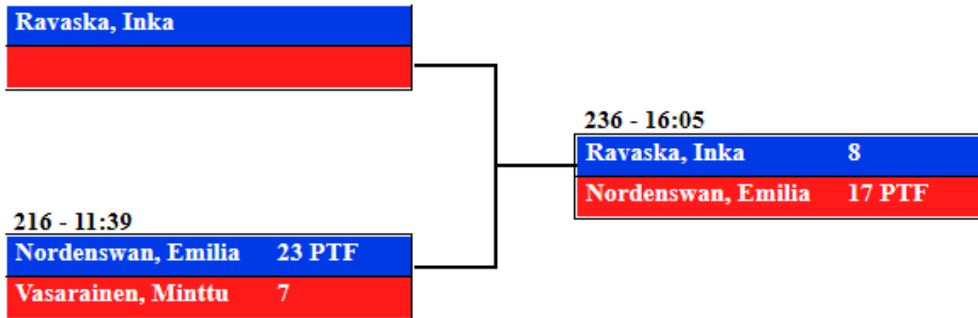 Ravaska, Inka
236 - 16:05
Ravaska, Inka 8
Nordenswan, Emilia 17 PTF
216 - 11:39
Nordenswan, Emilia 23 PTF
Vasarainen, Minttu 7